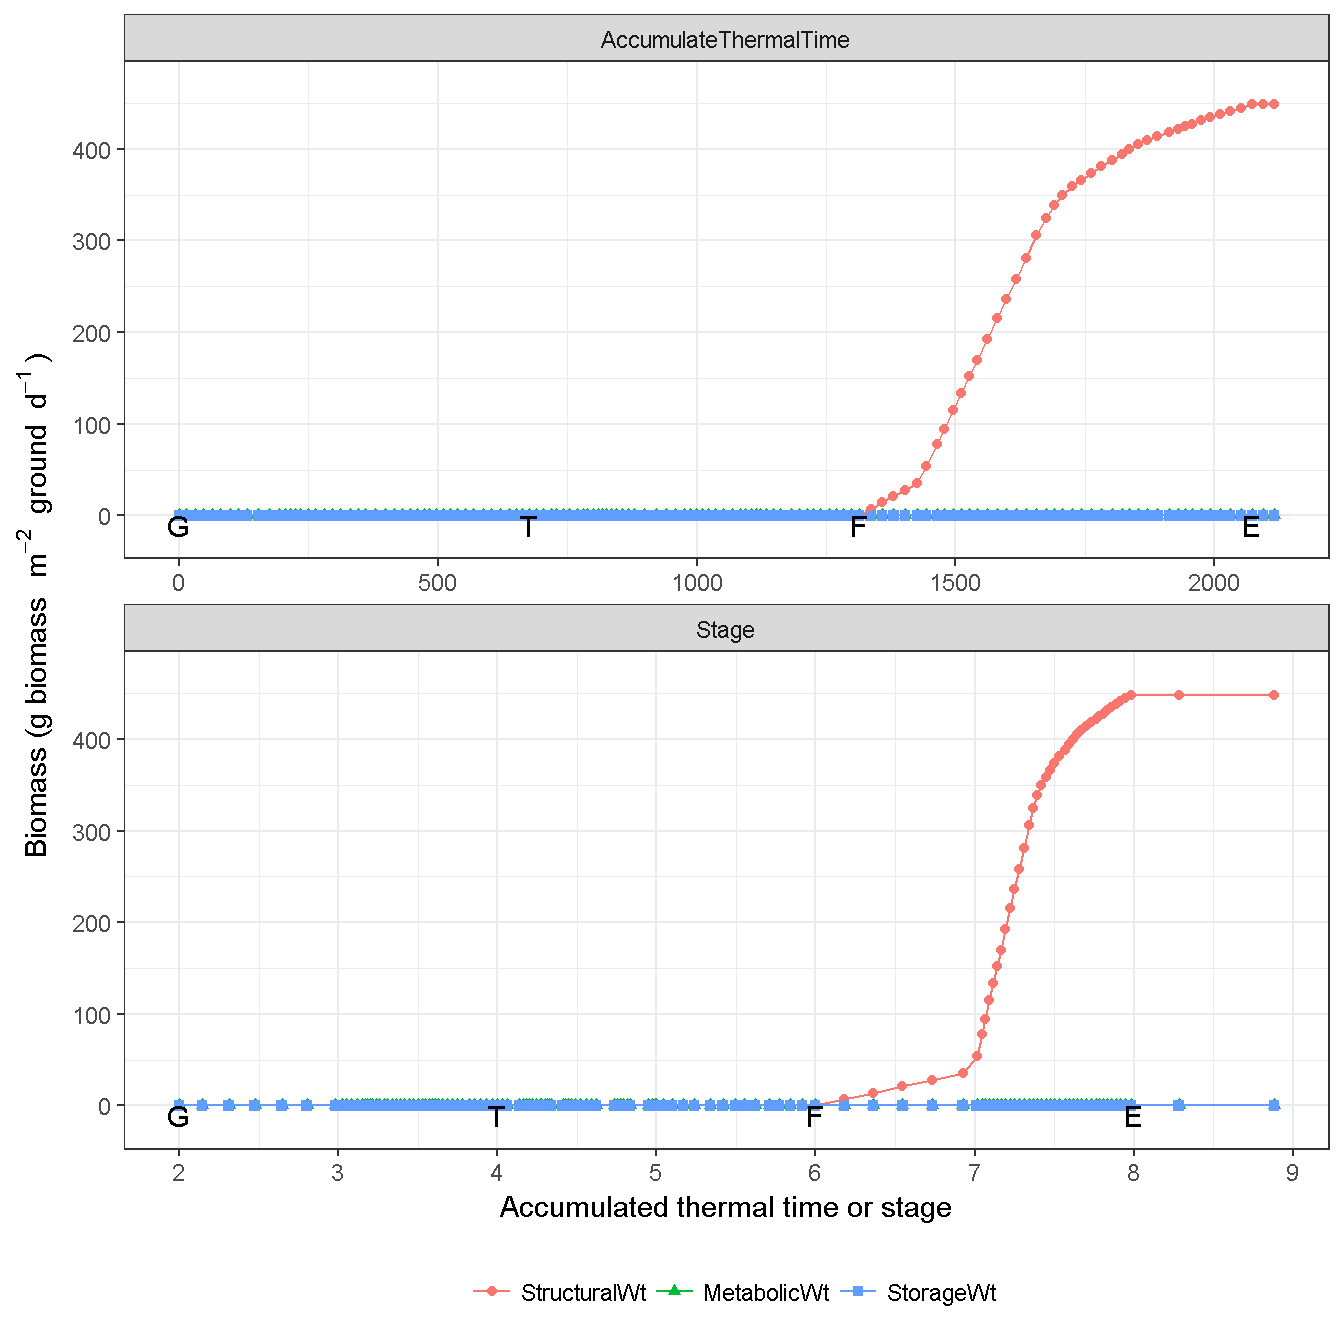 AccumulateThermalTime
400
300
200
100
0
G T F E
0 500 1000 1500 2000
Stage
400
300
200
100
0
G T F E
2 3 4 5 6 7 8 9
Biomass (g biomass m⁻² ground d⁻¹)
Accumulated thermal time or stage
StructuralWt MetabolicWt StorageWt